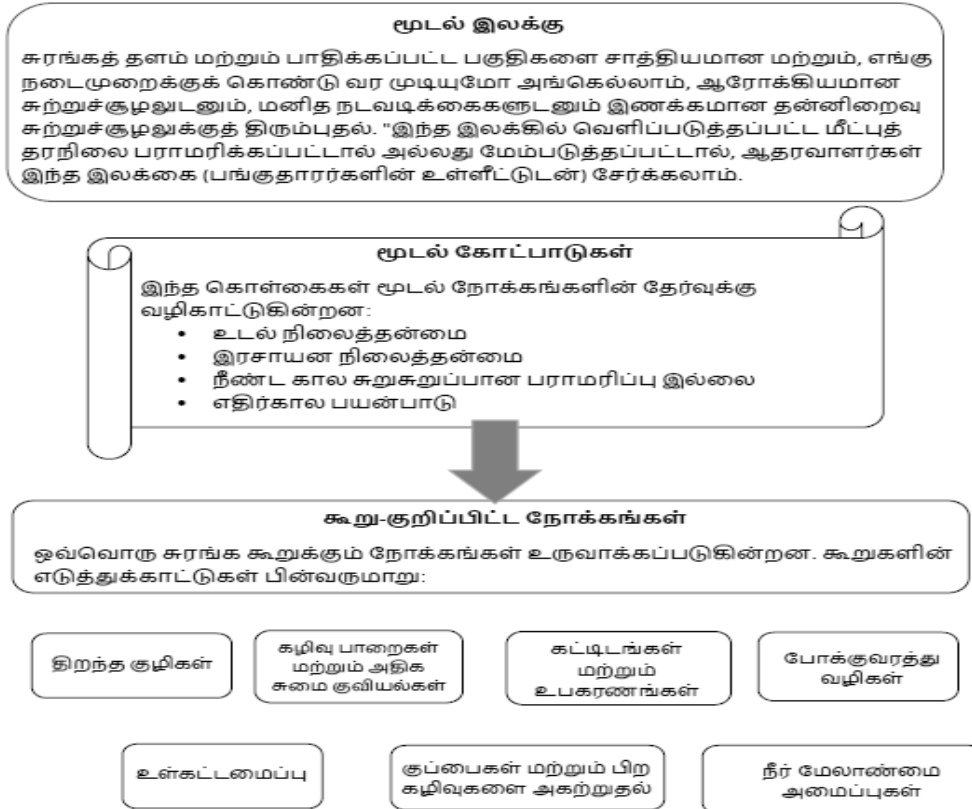 மூடல் இலக்கு
சுரங்கத் தளம் மற்றும் பாதிக்கப்பட்ட பகுதிகளை சாத்தியமான மற்றும், எங்கு
நடைமுறைக்குக் கொண்டு வர முடியுமோ அங்கெல்லாம், ஆரோக்கியமான
சுற்றுச்சூழலுடனும், மனித நடவடிக்கைகளுடனும் இணக்கமான தன்னிறைவு
சுற்றுச்சூழலுக்குத் திரும்புதல். "இந்த இலக்கில் வெளிப்படுத்தப்பட்ட மீட்புத்
தரநிலை பராமரிக்கப்பட்டால் அல்லது மேம்படுத்தப்பட்டால், ஆதரவாளர்கள்
இந்த இலக்கை (பங்குதாரர்களின் உள்ளீட்டுடன்) சேர்க்கலாம்.
மூடல் கோட்பாடுகள்
இந்த கொள்கைகள் மூடல் நோக்கங்களின் தேர்வுக்கு
வழிகாட்டுகின்றன:
• உடல் நிலைத்தன்மை
• இரசாயன நிலைத்தன்மை
• நீண்ட கால சுறுசுறுப்பான பராமரிப்பு இல்லை
• எதிர்கால பயன்பாடு
கூறு-குறிப்பிட்ட நோக்கங்கள்
ஒவ்வொரு சுரங்க கூறுக்கும் நோக்கங்கள் உருவாக்கப்படுகின்றன. கூறுகளின்
எடுத்துக்காட்டுகள் பின்வருமாறு:
திறந்த குழிகள்
கழிவு பாறைகள்
மற்றும் அதிக
சுமை குவியல்கள்
கட்டிடங்கள்
மற்றும்
உபகரணங்கள்
போக்குவரத்து
வழிகள்
உள்கட்டமைப்பு
குப்பைகள் மற்றும் பிற
கழிவுகளை அகற்றுதல்
நீர் மேலாண்மை
அமைப்புகள்